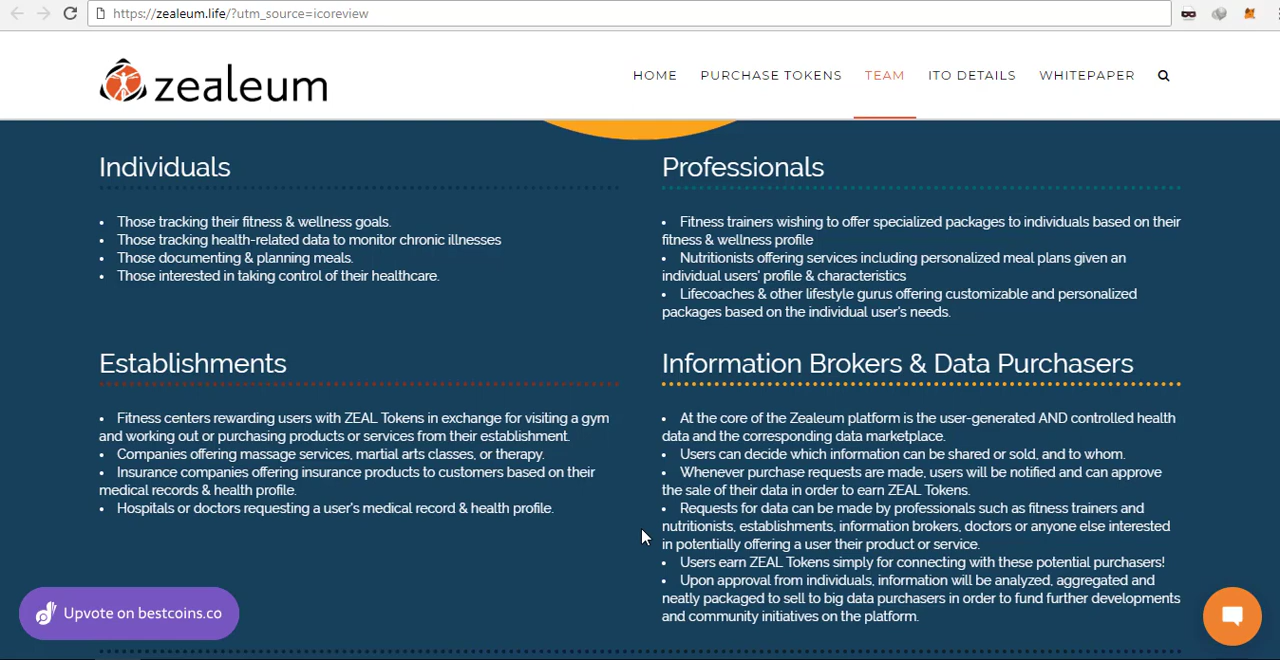 https://zealeum.life/?utm_source=icoreview
zealeum
HOME PURCHASE TOKENS TEAM ITO DETAILS WHITEPAPER
Individuals
• Those tracking their fitness & wellness goals.
• Those tracking health-related data to monitor chronic illnesses
• Those documenting & planning meals.
• Those interested in taking control of their healthcare.
Professionals
• Fitness trainers wishing to offer specialized packages to individuals based on their
fitness & wellness profile
• Nutritionists offering services including personalized meal plans given an
individual users' profile & characteristics
• Lifecoaches & other lifestyle gurus offering customizable and personalized
packages based on the individual user's needs.
Establishments
• Fitness centers rewarding users with ZEAL Tokens in exchange for visiting a gym
and working out or purchasing products or services from their establishment.
• Companies offering massage services, martial arts classes, or therapy.
• Insurance companies offering insurance products to customers based on their
medical records & health profile.
• Hospitals or doctors requesting a user's medical record & health profile.
Information Brokers & Data Purchasers
• At the core of the Zealeum platform is the user-generated AND controlled health
data and the corresponding data marketplace.
• Users can decide which information can be shared or sold, and to whom.
• Whenever purchase requests are made, users will be notified and can approve
the sale of their data in order to earn ZEAL Tokens.
• Requests for data can be made by professionals such as fitness trainers and
nutritionists, establishments, information brokers, doctors or anyone else interested
in potentially offering a user their product or service.
• Users earn ZEAL Tokens simply for connecting with these potential purchasers!
• Upon approval from individuals, information will be analyzed, aggregated and
neatly packaged to sell to big data purchasers in order to fund further developments
and community initiatives on the platform.
Upvote on bestcoins.co